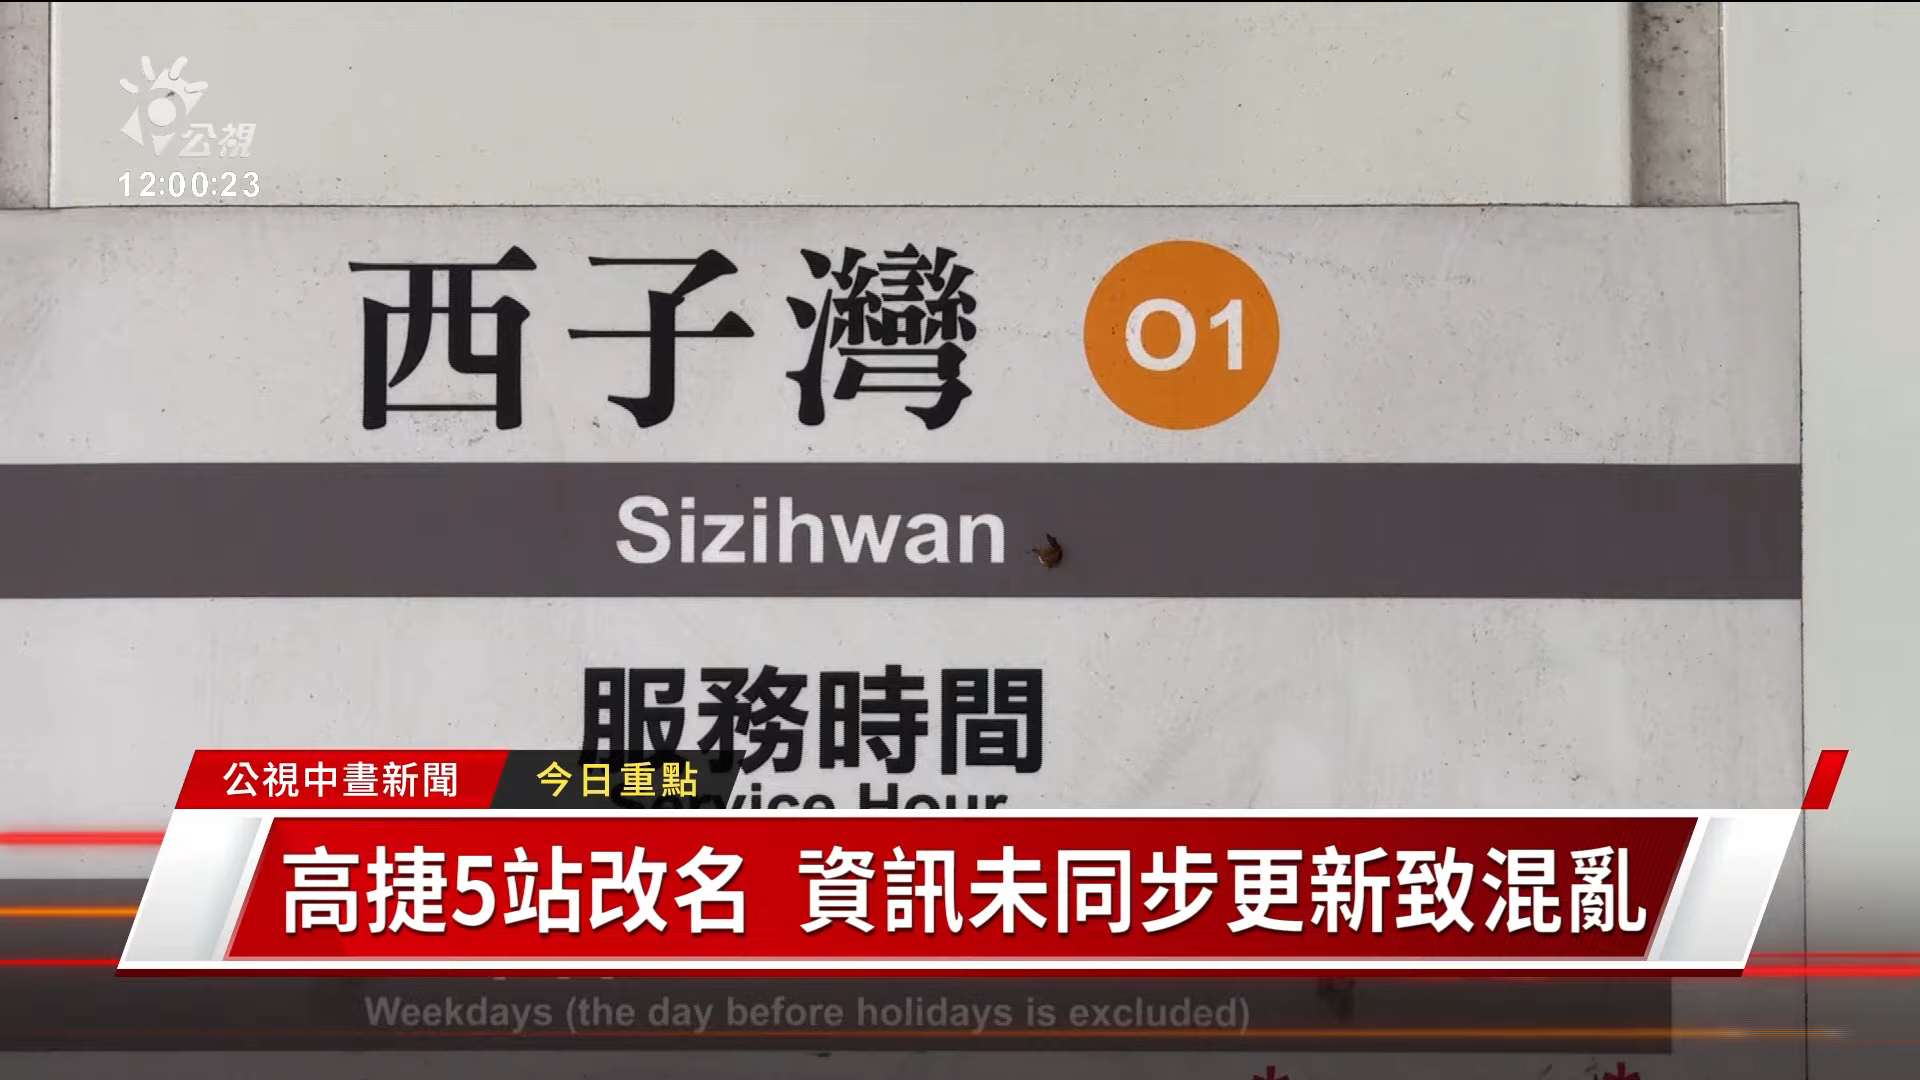 公視
12:00:23
西子灣 O1
Sizihwan
服務時間
Service Hour
公視中晝新聞 今日重點
高捷5站改名 資訊未同步更新致混亂
Weekdays (the day before holidays is excluded)